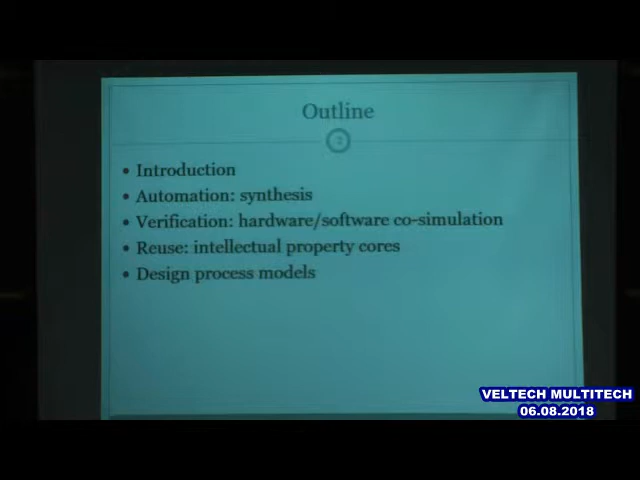 Outline
2
• Introduction
• Automation: synthesis
• Verification: hardware/software co-simulation
• Reuse: intellectual property cores
• Design process models
VELTECH MULTITECH
06.08.2018